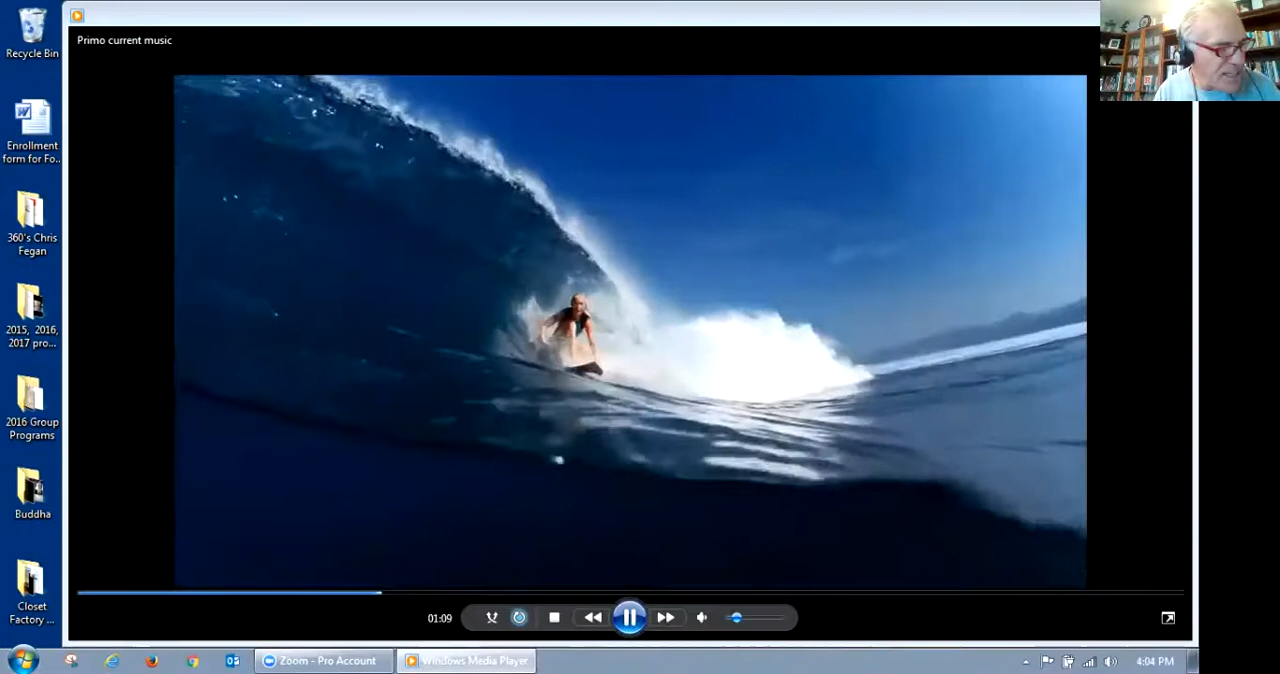 Recycle Bin
Enrollment
form for Fo..
360's Chris
Fegan
2015, 2016,
2017 pro...
2016 Group
Programs
Buddha
Closet
Factory ...
Primo current music
01:09
Zoom - Pro Account
Windows Media Player
4:04 PM